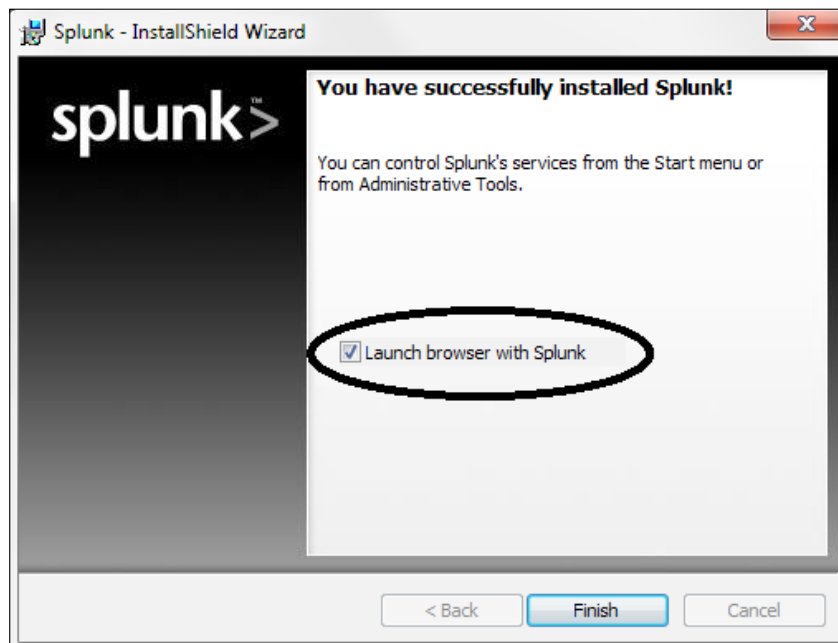 Splunk - InstallShield Wizard
splunk>™
You have successfully installed Splunk!
You can control Splunk's services from the Start menu or
from Administrative Tools.
Launch browser with Splunk
< Back
Finish
Cancel